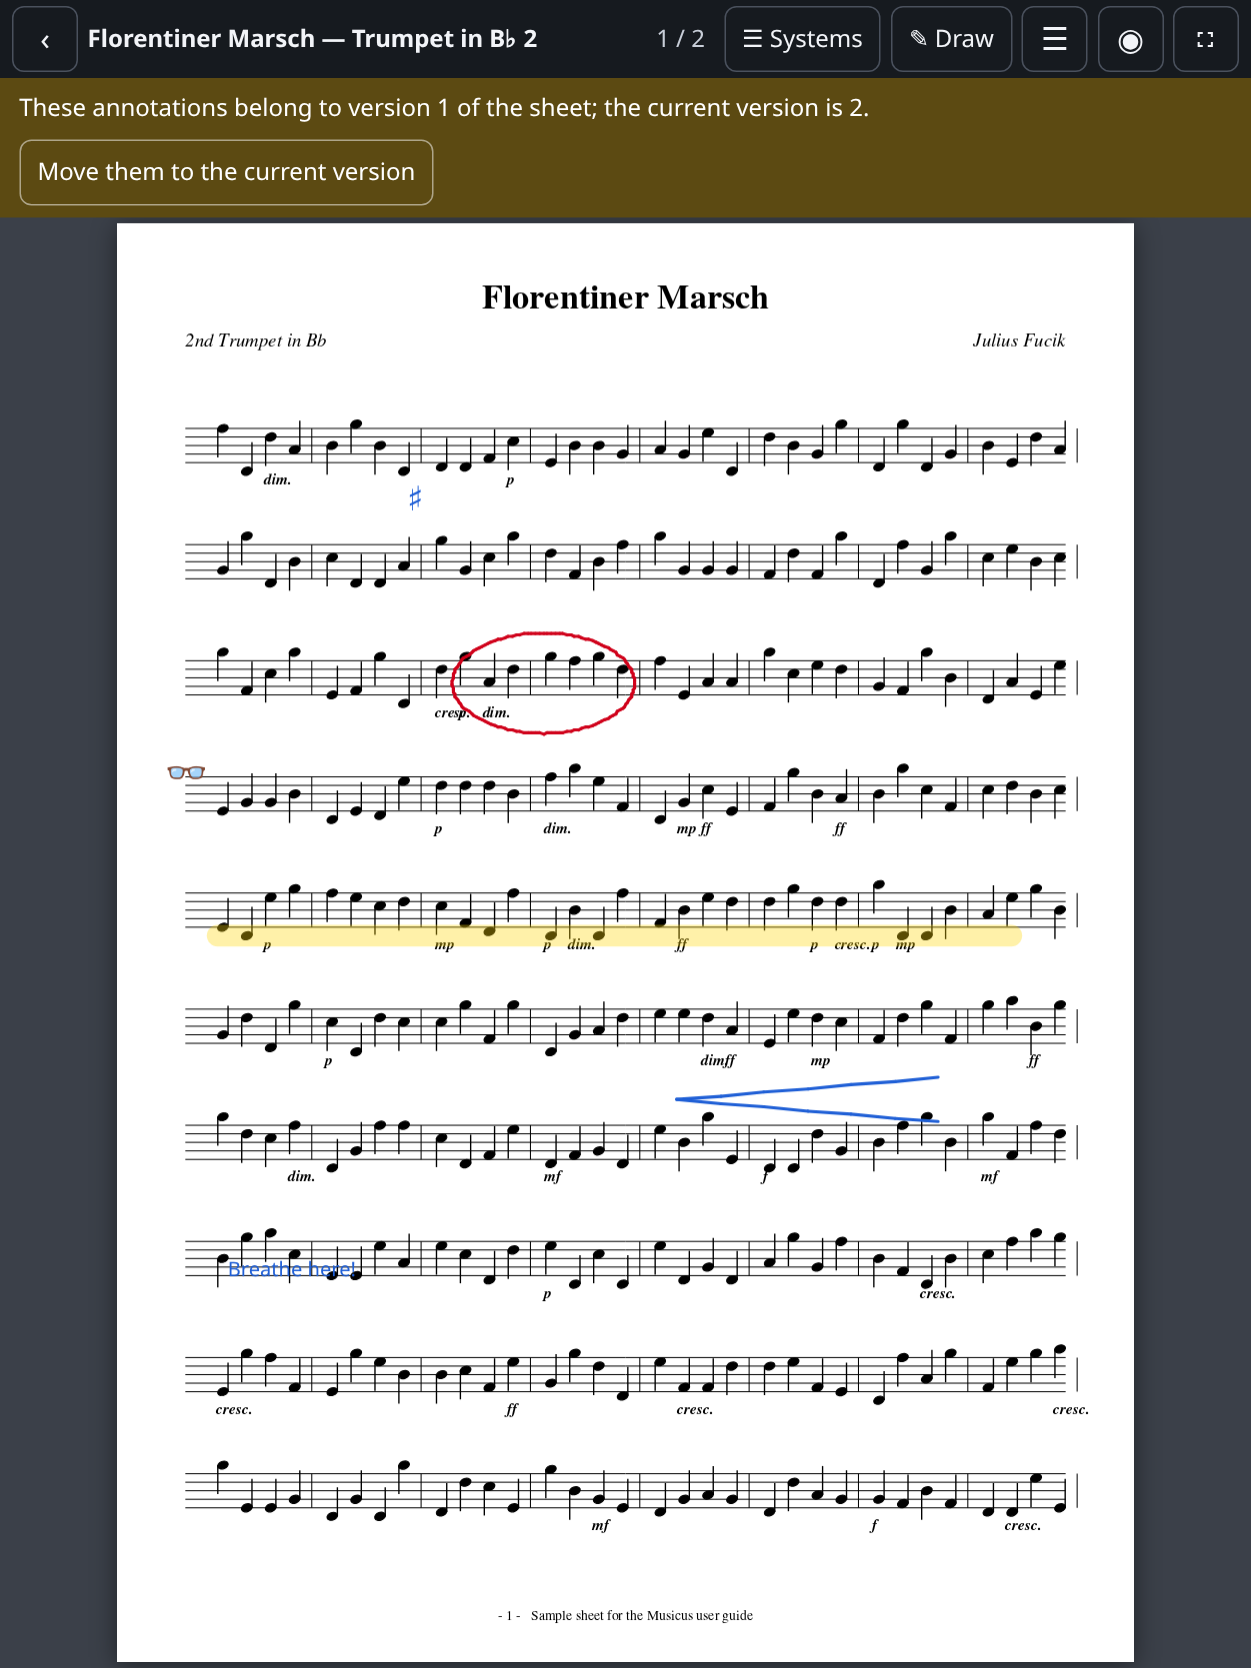 ‹ Florentiner Marsch — Trumpet in B♭ 2 1 / 2 ☰ Systems ✎ Draw ☰ ◉ ⛶
These annotations belong to version 1 of the sheet; the current version is 2.
Move them to the current version
Florentiner Marsch
2nd Trumpet in Bb Julius Fucik
dim. p
♯
cresc. dim.
👓
p dim. mp ff ff
p mp p dim. ff p cresc. p mp
p dim ff mp ff
dim. mf f mf
Breathe here!
p cresc.
cresc. ff cresc. cresc.
mf f cresc.
- 1 - Sample sheet for the Musicus user guide